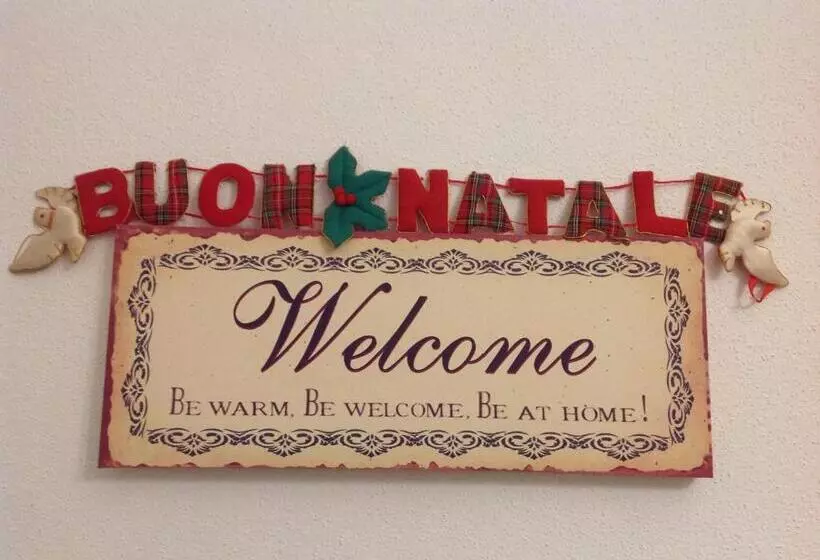 BUON NATALE
Welcome
BE WARM, BE WELCOME, BE AT HOME!